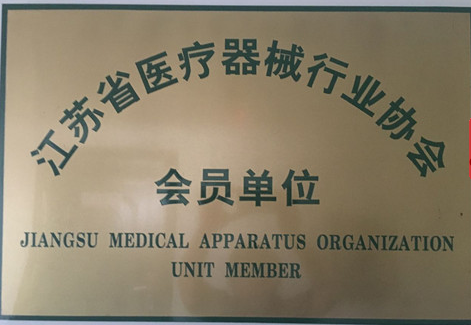 江苏省医疗器械行业协会
会员单位
JIANGSU MEDICAL APPARATUS ORGANIZATION
UNIT MEMBER